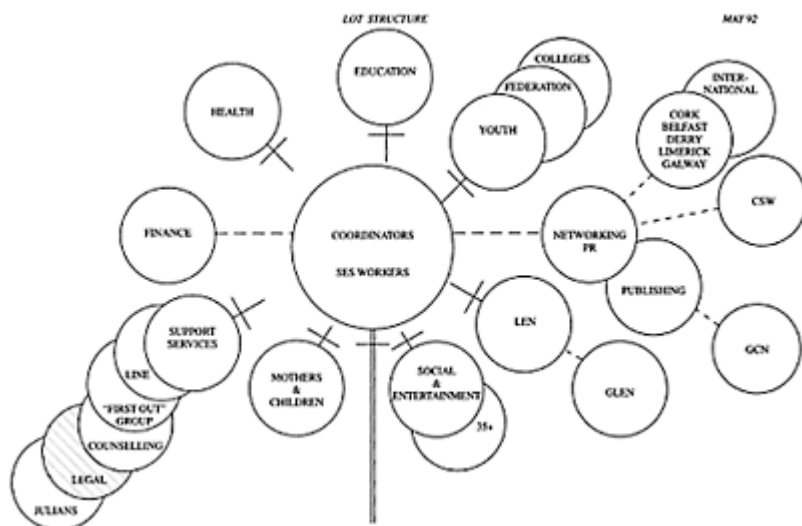 LOT STRUCTURE
MAY 92
COLLEGES
EDUCATION
FEDERATION
INTER-
NATIONAL
HEALTH
YOUTH
CORK
BELFAST
DERRY
LIMERICK
GALWAY
CSW
FINANCE
COORDINATORS
SES WORKERS
NETWORKING
PR
PUBLISHING
SUPPORT
SERVICES
LEN
GCN
LINE
MOTHERS
&
CHILDREN
SOCIAL
&
ENTERTAINMENT
GLEN
"FIRST OUT"
GROUP
35+
COUNSELLING
LEGAL
JULIANS